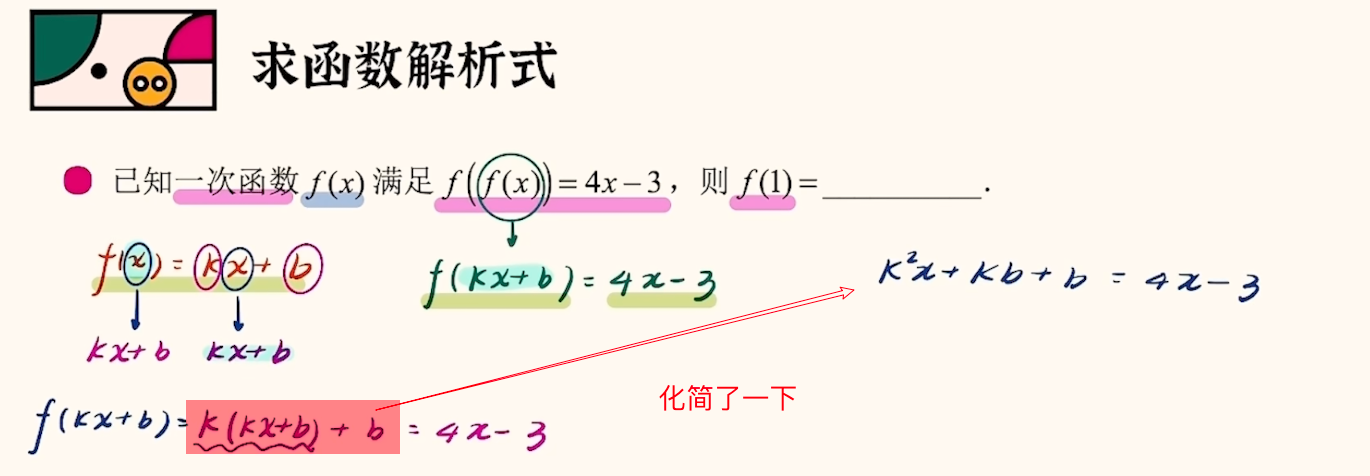 求函数解析式
已知一次函数 f(x) 满足 f(f(x))=4x−3，则 f(1)=__________.
f(x) = kx+b
kx+b kx+b
f(kx+b) = 4x−3
k²x+kb+b = 4x−3
化简了一下
f(kx+b) = k(kx+b)+b = 4x−3